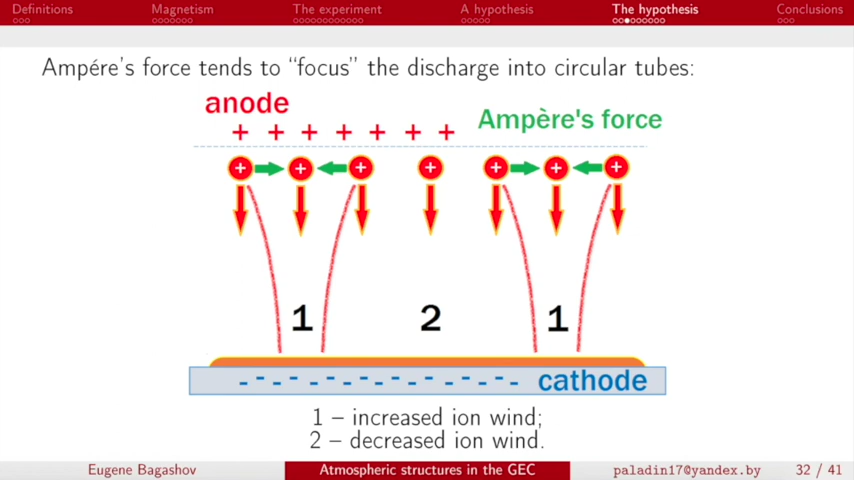 Definitions Magnetism The experiment A hypothesis The hypothesis Conclusions
Ampére's force tends to “focus” the discharge into circular tubes:
anode
+ + + + + + +
Ampère's force
+ + + + + + +
1 2 1
- - - - - - - - - - - - - - - - - cathode
1 – increased ion wind;
2 – decreased ion wind.
Eugene Bagashov Atmospheric structures in the GEC paladin17@yandex.by 32 / 41